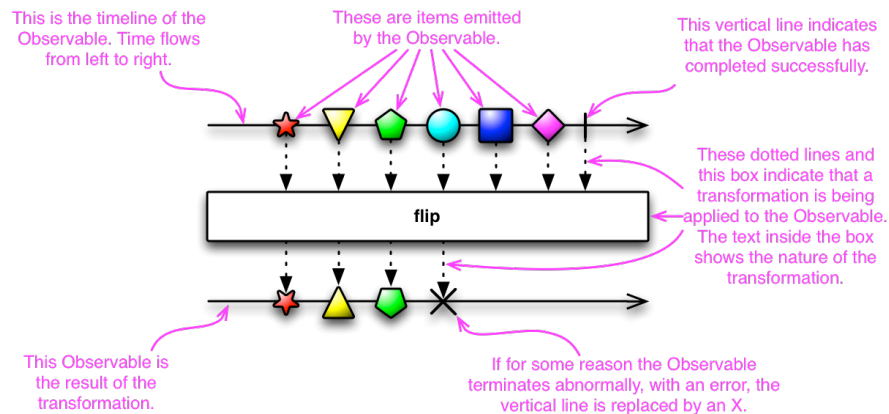 This is the timeline of the
Observable. Time flows
from left to right.
These are items emitted
by the Observable.
This vertical line indicates
that the Observable has
completed successfully.
These dotted lines and
this box indicate that a
transformation is being
applied to the Observable.
The text inside the box
shows the nature of the
transformation.
flip
This Observable is
the result of the
transformation.
If for some reason the Observable
terminates abnormally, with an error, the
vertical line is replaced by an X.